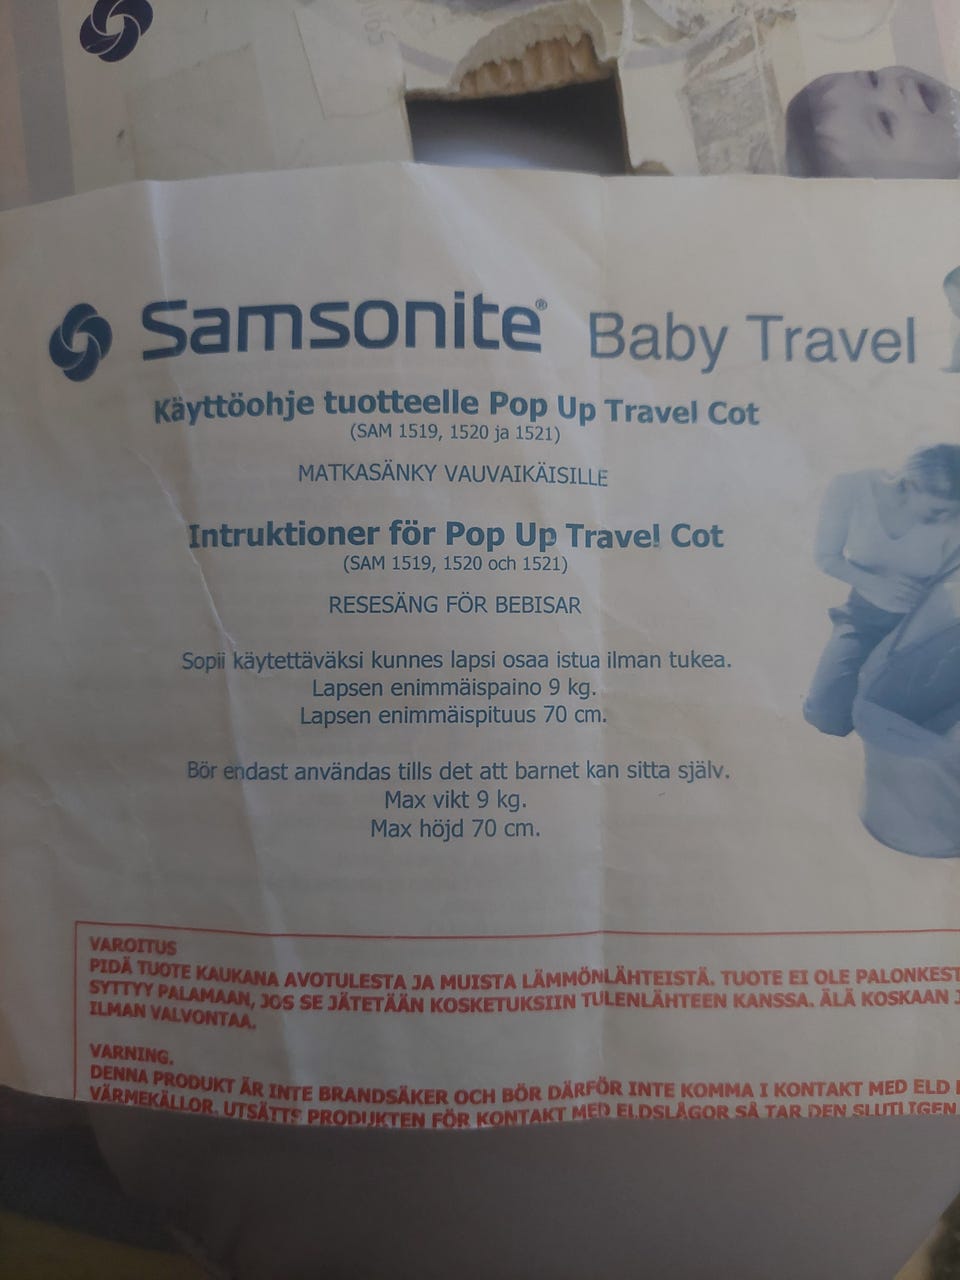 Samsonite® Baby Travel
Käyttöohje tuotteelle Pop Up Travel Cot
(SAM 1519, 1520 ja 1521)
MATKASÄNKY VAUVAIKÄISILLE
Intruktioner för Pop Up Travel Cot
(SAM 1519, 1520 och 1521)
RESESÄNG FÖR BEBISAR
Sopii käytettäväksi kunnes lapsi osaa istua ilman tukea.
Lapsen enimmäispaino 9 kg.
Lapsen enimmäispituus 70 cm.
Bör endast användas tills det att barnet kan sitta själv.
Max vikt 9 kg.
Max höjd 70 cm.
VAROITUS
PIDÄ TUOTE KAUKANA AVOTULESTA JA MUISTA LÄMMÖNLÄHTEISTÄ. TUOTE EI OLE PALONKEST
SYTTYY PALAMAAN, JOS SE JÄTETÄÄN KOSKETUKSIIN TULENLÄHTEEN KANSSA. ÄLÄ KOSKAAN J
ILMAN VALVONTAA.
VARNING.
DENNA PRODUKT ÄR INTE BRANDSÄKER OCH BÖR DÄRFÖR INTE KOMMA I KONTAKT MED ELD
VÄRMEKÄLLOR. UTSÄTTS PRODUKTEN FÖR KONTAKT MED ELDSLÅGOR SÅ TAR DEN SLUTLIGEN